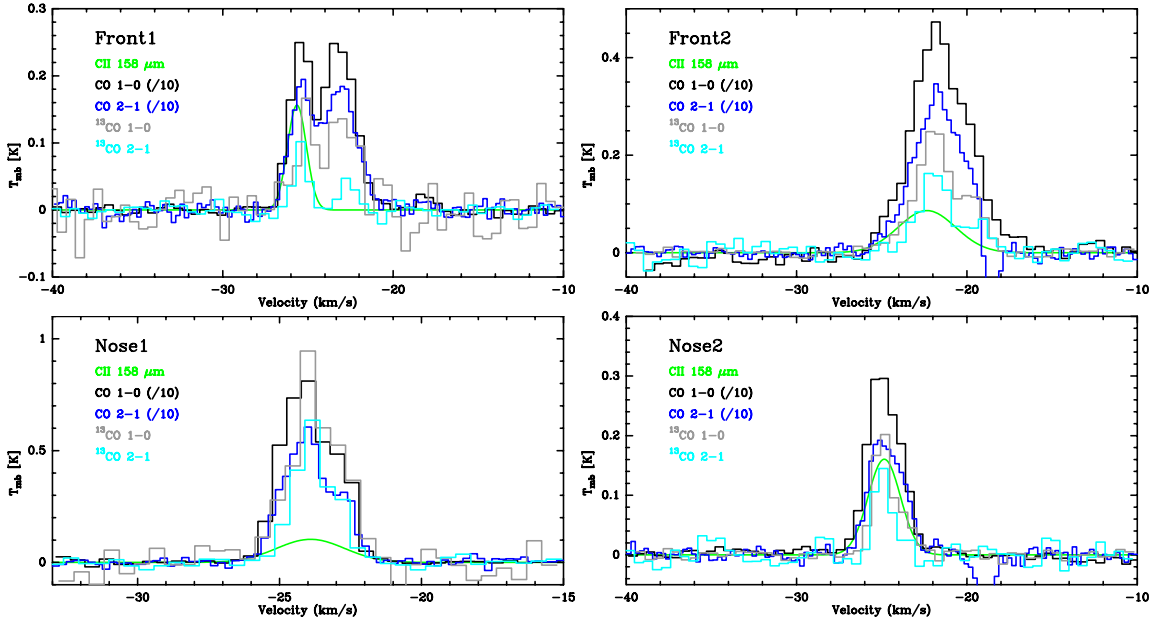 0.3
0.2
0.1
0
−0.1
Tmb [K]
Front1
CII 158 μm
CO 1−0 (/10)
CO 2−1 (/10)
13CO 1−0
13CO 2−1
−40
−30
−20
−10
Velocity (km/s)
0.4
0.2
0
Tmb [K]
Front2
CII 158 μm
CO 1−0 (/10)
CO 2−1 (/10)
13CO 1−0
13CO 2−1
−40
−30
−20
−10
Velocity (km/s)
1
0.5
0
Tmb [K]
Nose1
CII 158 μm
CO 1−0 (/10)
CO 2−1 (/10)
13CO 1−0
13CO 2−1
−30
−25
−20
−15
Velocity (km/s)
0.4
0.3
0.2
0.1
0
Tmb [K]
Nose2
CII 158 μm
CO 1−0 (/10)
CO 2−1 (/10)
13CO 1−0
13CO 2−1
−40
−30
−20
−10
Velocity (km/s)